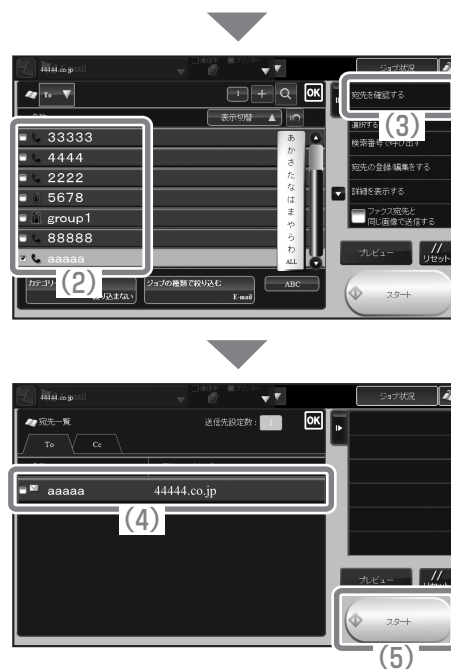 44444.co.jp
ジョブ状況
To
1
OK
宛先を確認する
表示切替
(3)
33333
あ
か
検索番号で呼び出す
4444
さ
2222
た
宛先の登録/編集をする
な
5678
は
詳細を表示する
group1
ま
や
ファクス宛先と
同じ画像で送信する
88888
ら
わ
aaaaa
ALL
(2)
プレビュー
リセット
ジョブの種類で絞り込む
E-mail
ABC
スタート
44444.co.jp
ジョブ状況
宛先一覧
送信先設定数：
1
OK
To
Cc
aaaaa
44444.co.jp
(4)
プレビュー
スタート
(5)